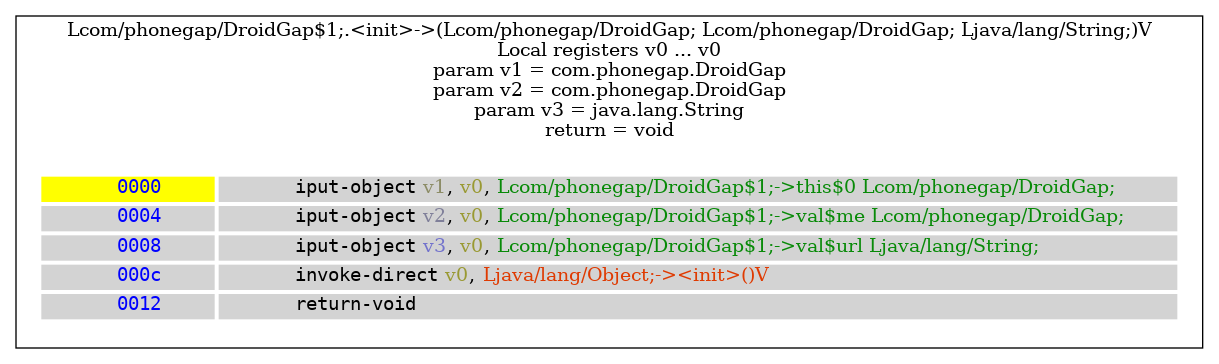 Lcom/phonegap/DroidGap$1;.<init>->(Lcom/phonegap/DroidGap; Lcom/phonegap/DroidGap; Ljava/lang/String;)V
Local registers v0 ... v0
param v1 = com.phonegap.DroidGap
param v2 = com.phonegap.DroidGap
param v3 = java.lang.String
return = void
0000 iput-object v1, v0, Lcom/phonegap/DroidGap$1;->this$0 Lcom/phonegap/DroidGap;
0004 iput-object v2, v0, Lcom/phonegap/DroidGap$1;->val$me Lcom/phonegap/DroidGap;
0008 iput-object v3, v0, Lcom/phonegap/DroidGap$1;->val$url Ljava/lang/String;
000c invoke-direct v0, Ljava/lang/Object;-><init>()V
0012 return-void